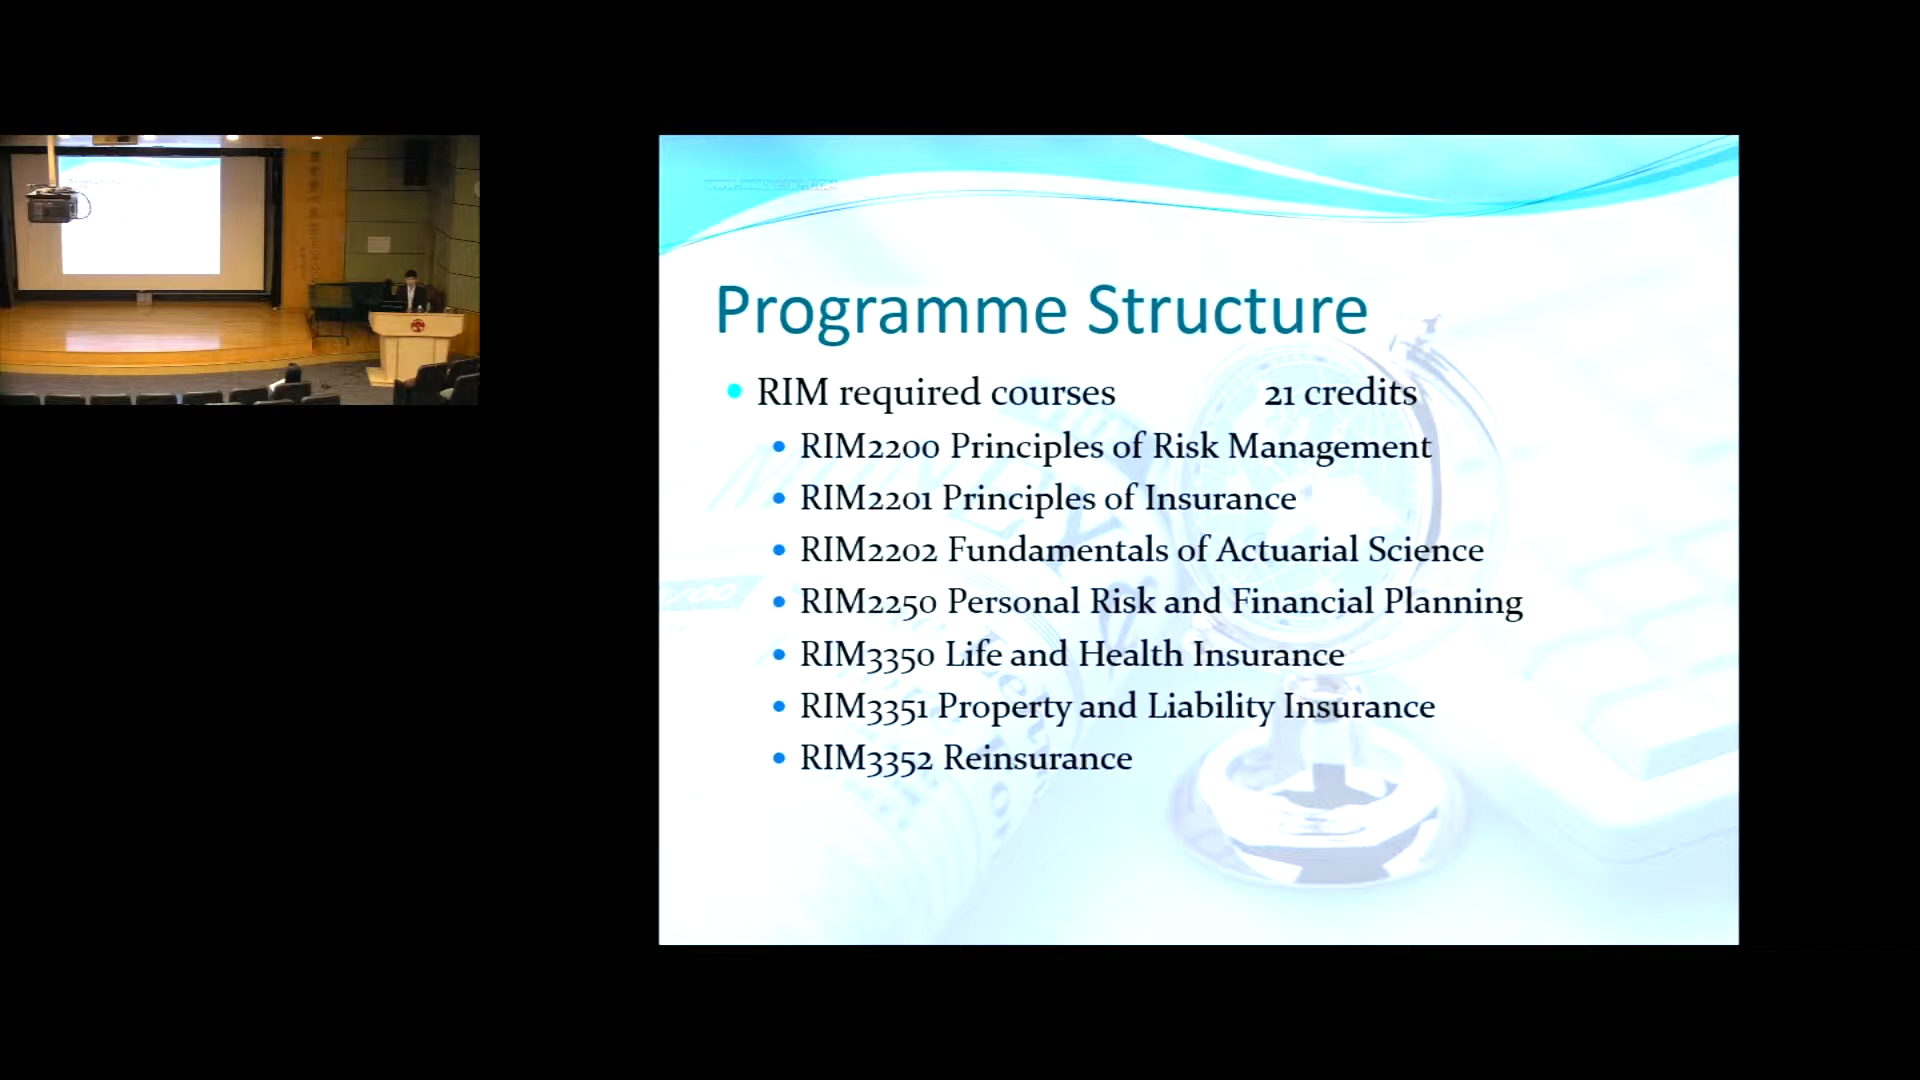 Programme Structure
RIM required courses 21 credits
RIM2200 Principles of Risk Management
RIM2201 Principles of Insurance
RIM2202 Fundamentals of Actuarial Science
RIM2250 Personal Risk and Financial Planning
RIM3350 Life and Health Insurance
RIM3351 Property and Liability Insurance
RIM3352 Reinsurance